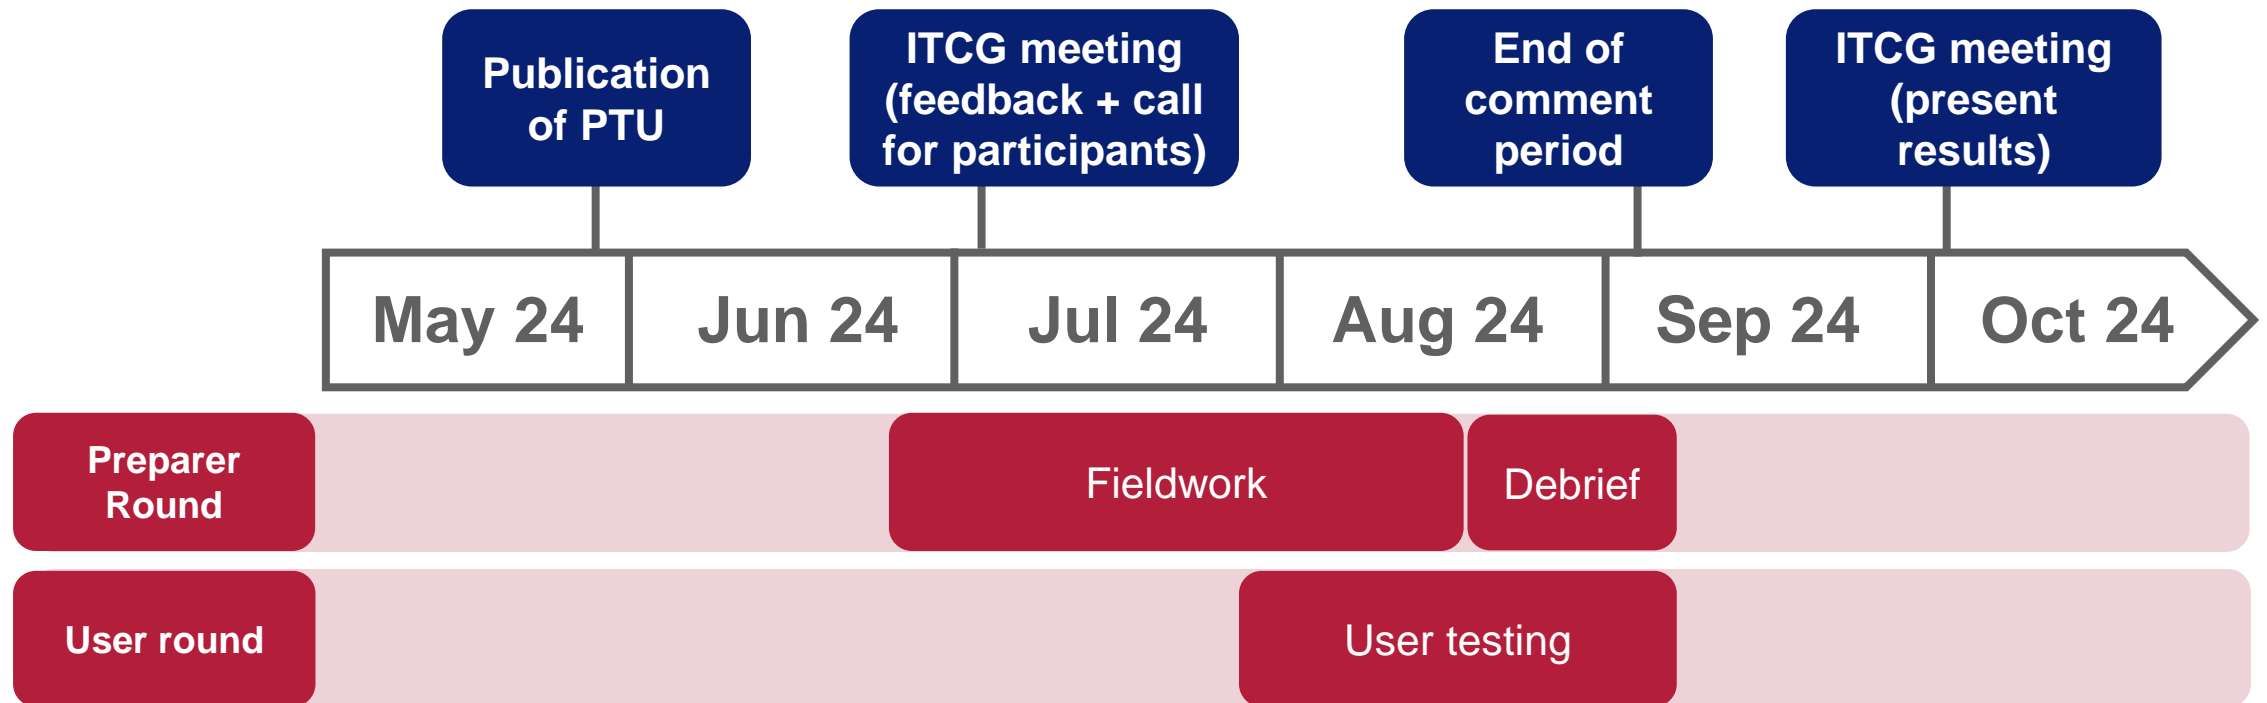 Publication
of PTU
ITCG meeting
(feedback + call
for participants)
End of
comment
period
ITCG meeting
(present
results)
May 24
Jun 24
Jul 24
Aug 24
Sep 24
Oct 24
Preparer
Round
Fieldwork
Debrief
User round
User testing